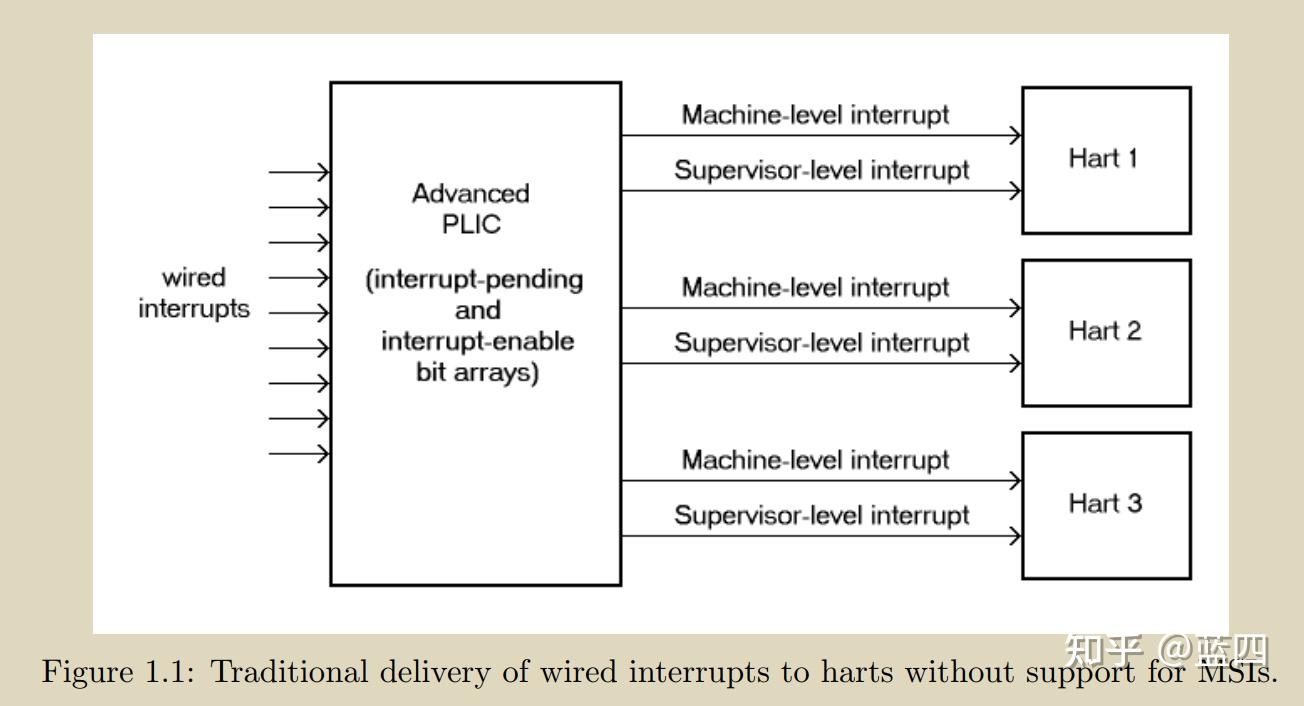 wired
interrupts
Advanced
PLIC
(interrupt-pending
and
interrupt-enable
bit arrays)
Machine-level interrupt
Supervisor-level interrupt
Hart 1
Machine-level interrupt
Supervisor-level interrupt
Hart 2
Machine-level interrupt
Supervisor-level interrupt
Hart 3
知乎 @蓝四
Figure 1.1: Traditional delivery of wired interrupts to harts without support for MSIs.